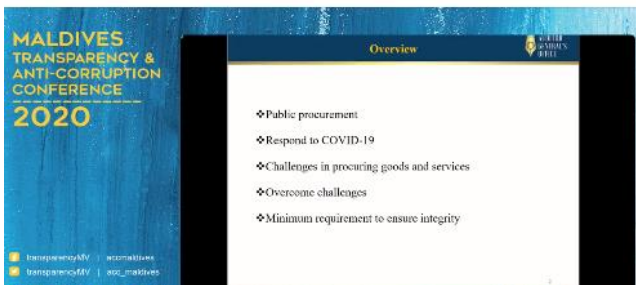 MALDIVES
TRANSPARENCY &
ANTI-CORRUPTION
CONFERENCE
2020
Overview
❖Public procurement
❖Respond to COVID-19
❖Challenges in procuring goods and services
❖Overcome challenges
❖Minimum requirement to ensure integrity
transparencyMV | accmaldives
transparencyMV | acc_maldives